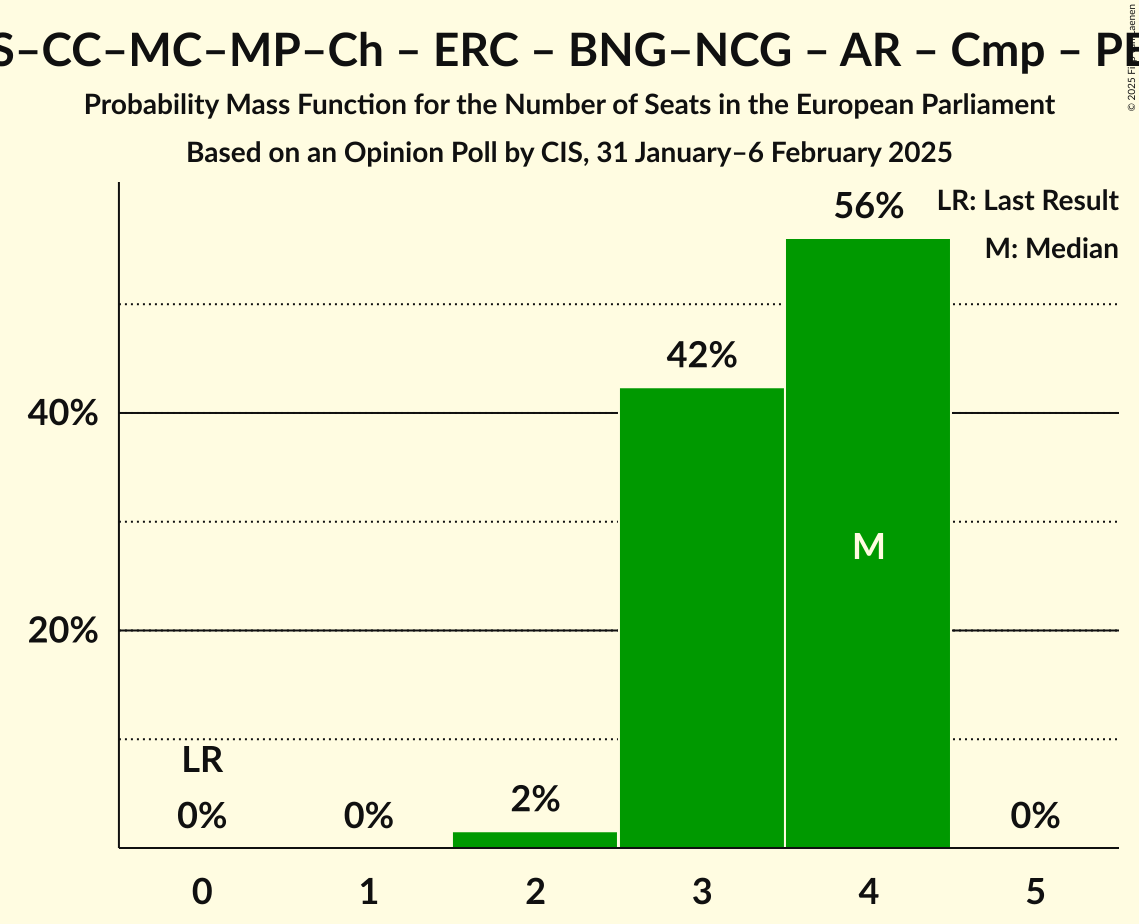 S–CC–MC–MP–Ch – ERC – BNG–NCG – AR – Cmp –
Probability Mass Function for the Number of Seats in the European Parliament
Based on an Opinion Poll by CIS, 31 January–6 February 2025
© 2025
LR: Last Result
M: Median
56%
42%
40%
M
20%
LR
0%
0%
2%
0%
0
1
2
3
4
5